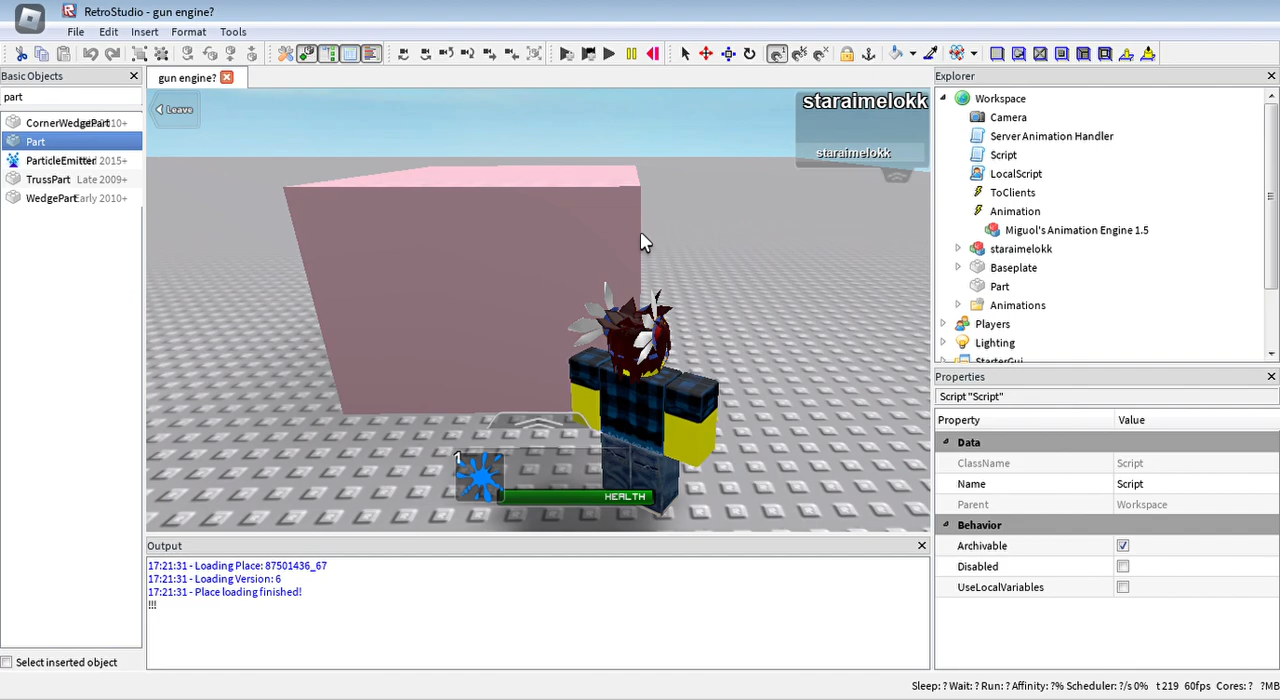 RetroStudio - gun engine?
File Edit Insert Format Tools
Basic Objects
part
CornerWedgePart 2010+
Part
ParticleEmitter 2015+
TrussPart Late 2009+
WedgePart Early 2010+
Select inserted object
gun engine?
Leave
staraimelokk
staraimelokk
1
HEALTH
Output
17:21:31 - Loading Place: 87501436_67
17:21:31 - Loading Version: 6
17:21:31 - Place loading finished!
!!!
Explorer
Workspace
Camera
Server Animation Handler
Script
LocalScript
ToClients
Animation
Miguol's Animation Engine 1.5
staraimelokk
Baseplate
Part
Animations
Players
Lighting
StarterGui
Properties
Script "Script"
Property Value
Data
ClassName Script
Name Script
Parent Workspace
Behavior
Archivable
Disabled
UseLocalVariables
Sleep: ? Wait: ? Run: ? Affinity: ?% Scheduler: ?/s 0% t 219 60fps Cores: ? ?MB